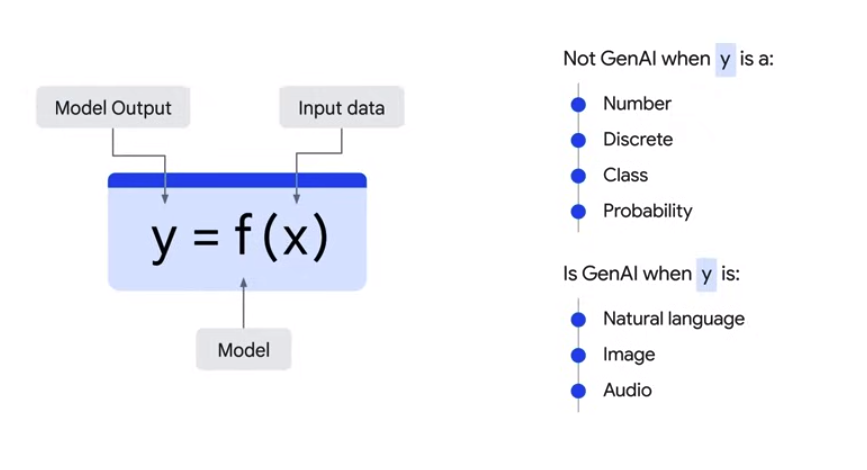 Model Output
Input data
y = f(x)
Model
Not GenAI when y is a:
Number
Discrete
Class
Probability
Is GenAI when y is:
Natural language
Image
Audio